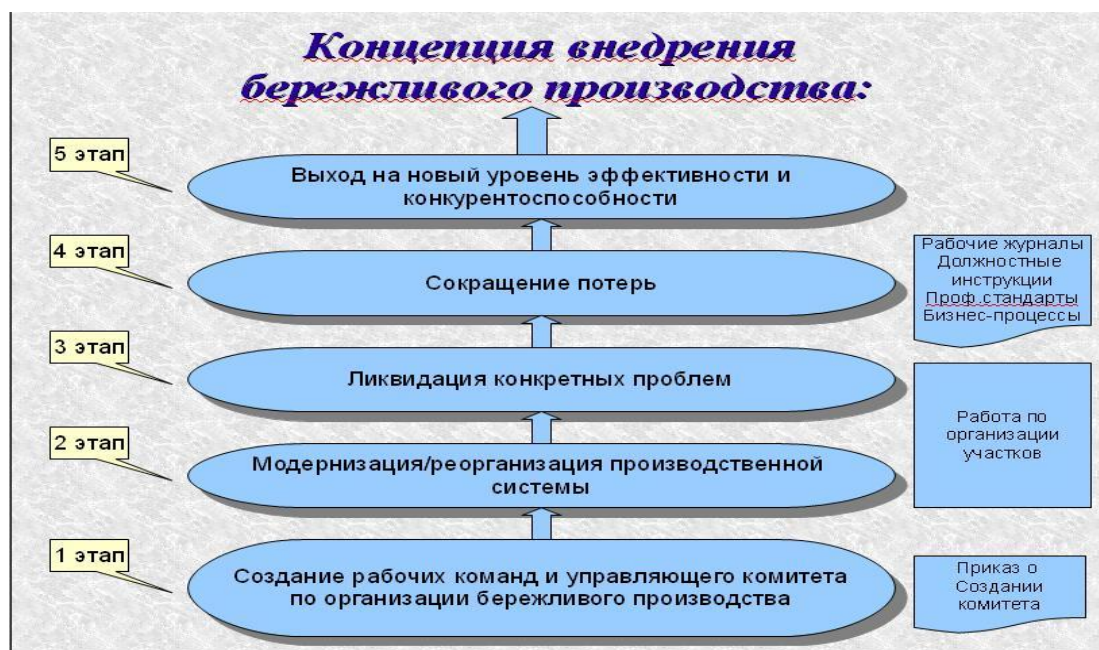 Концепция внедрения
бережливого производства:
5 этап
Выход на новый уровень эффективности и
конкурентоспособности
4 этап
Сокращение потерь
Рабочие журналы
Должностные
инструкции
Проф.стандарты
Бизнес-процессы
3 этап
Ликвидация конкретных проблем
2 этап
Модернизация/реорганизация производственной
системы
Работа по
организации
участков
1 этап
Создание рабочих команд и управляющего комитета
по организации бережливого производства
Приказ о
Создании
комитета